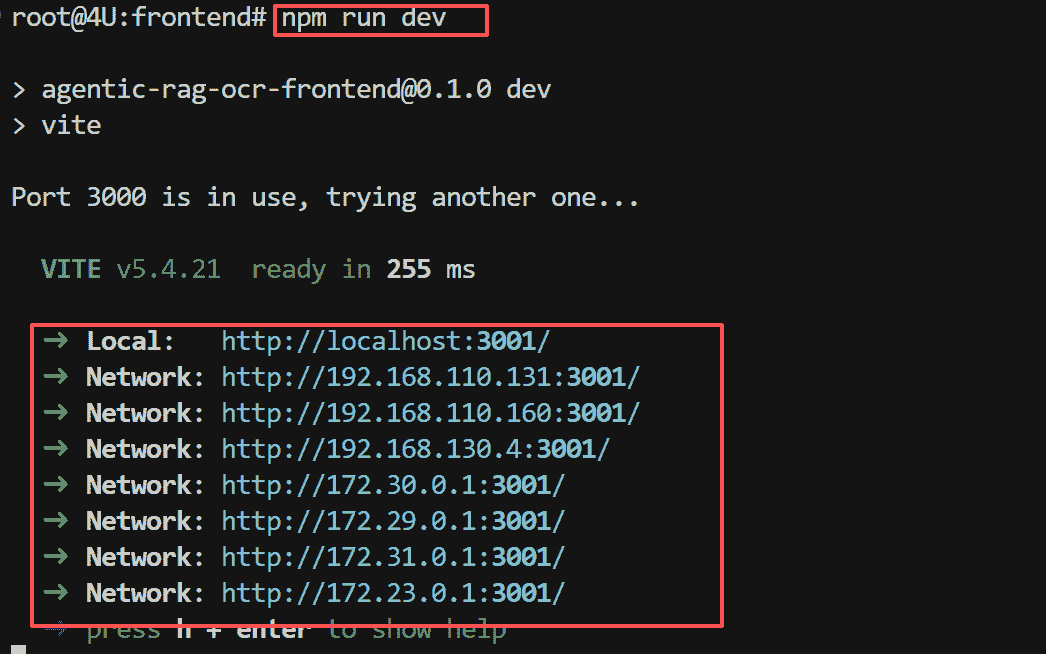 root@4U:frontend# npm run dev
> agentic-rag-ocr-frontend@0.1.0 dev
> vite
Port 3000 is in use, trying another one...
VITE v5.4.21  ready in 255 ms
→ Local:   http://localhost:3001/
→ Network: http://192.168.110.131:3001/
→ Network: http://192.168.110.160:3001/
→ Network: http://192.168.130.4:3001/
→ Network: http://172.30.0.1:3001/
→ Network: http://172.29.0.1:3001/
→ Network: http://172.31.0.1:3001/
→ Network: http://172.23.0.1:3001/
→ press h + enter to show help